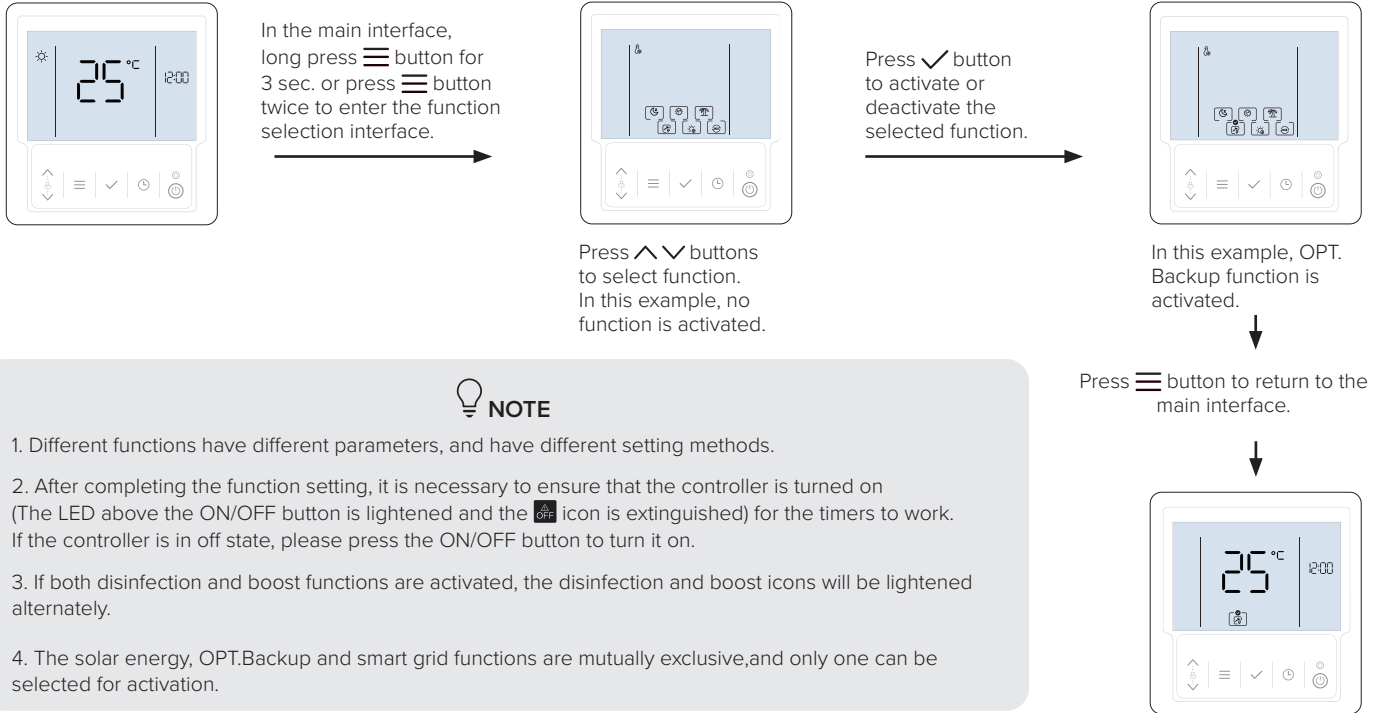 25 °C
12:00
In the main interface,
long press button for
3 sec. or press button
twice to enter the function
selection interface.
Press buttons
to select function.
In this example, no
function is activated.
Press button
to activate or
deactivate the
selected function.
In this example, OPT.
Backup function is
activated.
Press button to return to the
main interface.
25 °C
12:00
NOTE
1. Different functions have different parameters, and have different setting methods.
2. After completing the function setting, it is necessary to ensure that the controller is turned on
(The LED above the ON/OFF button is lightened and the OFF icon is extinguished) for the timers to work.
If the controller is in off state, please press the ON/OFF button to turn it on.
3. If both disinfection and boost functions are activated, the disinfection and boost icons will be lightened
alternately.
4. The solar energy, OPT.Backup and smart grid functions are mutually exclusive,and only one can be
selected for activation.